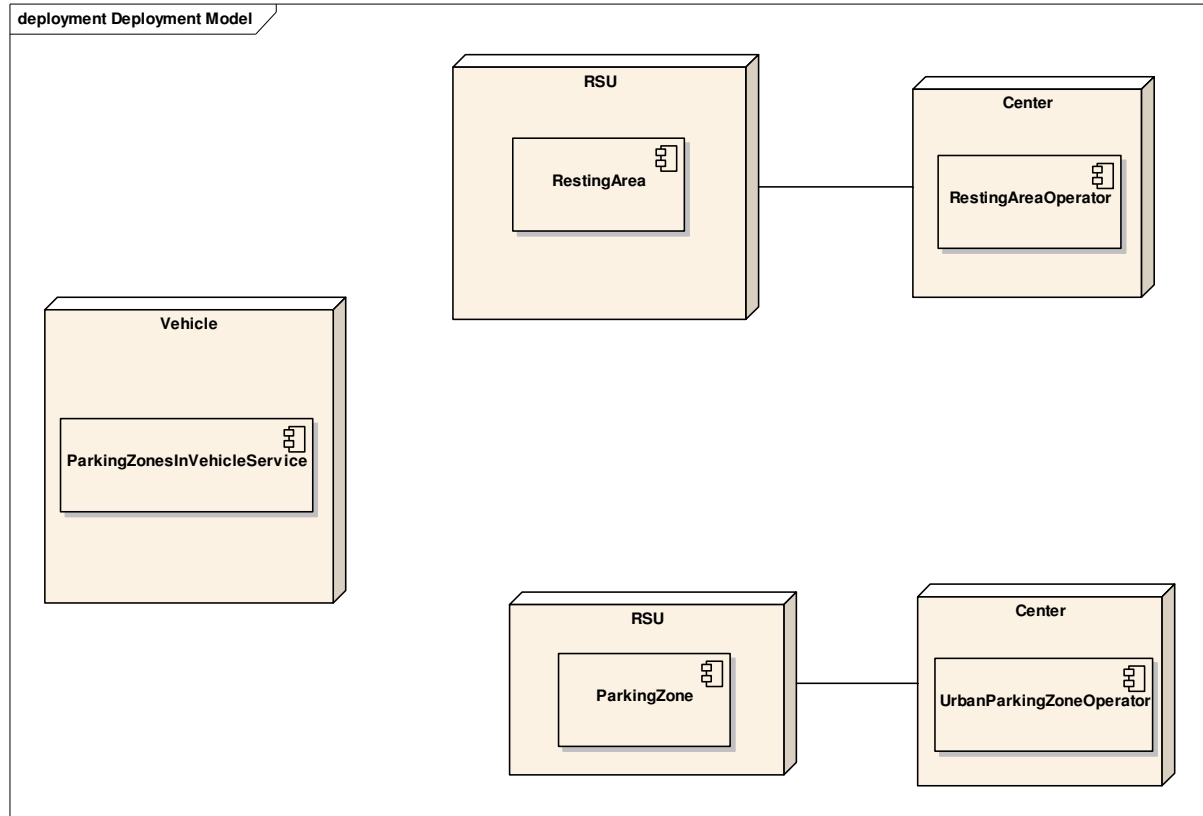 deployment Deployment Model
RSU
RestingArea
Center
RestingAreaOperator
Vehicle
ParkingZonesInVehicleService
RSU
ParkingZone
Center
UrbanParkingZoneOperator